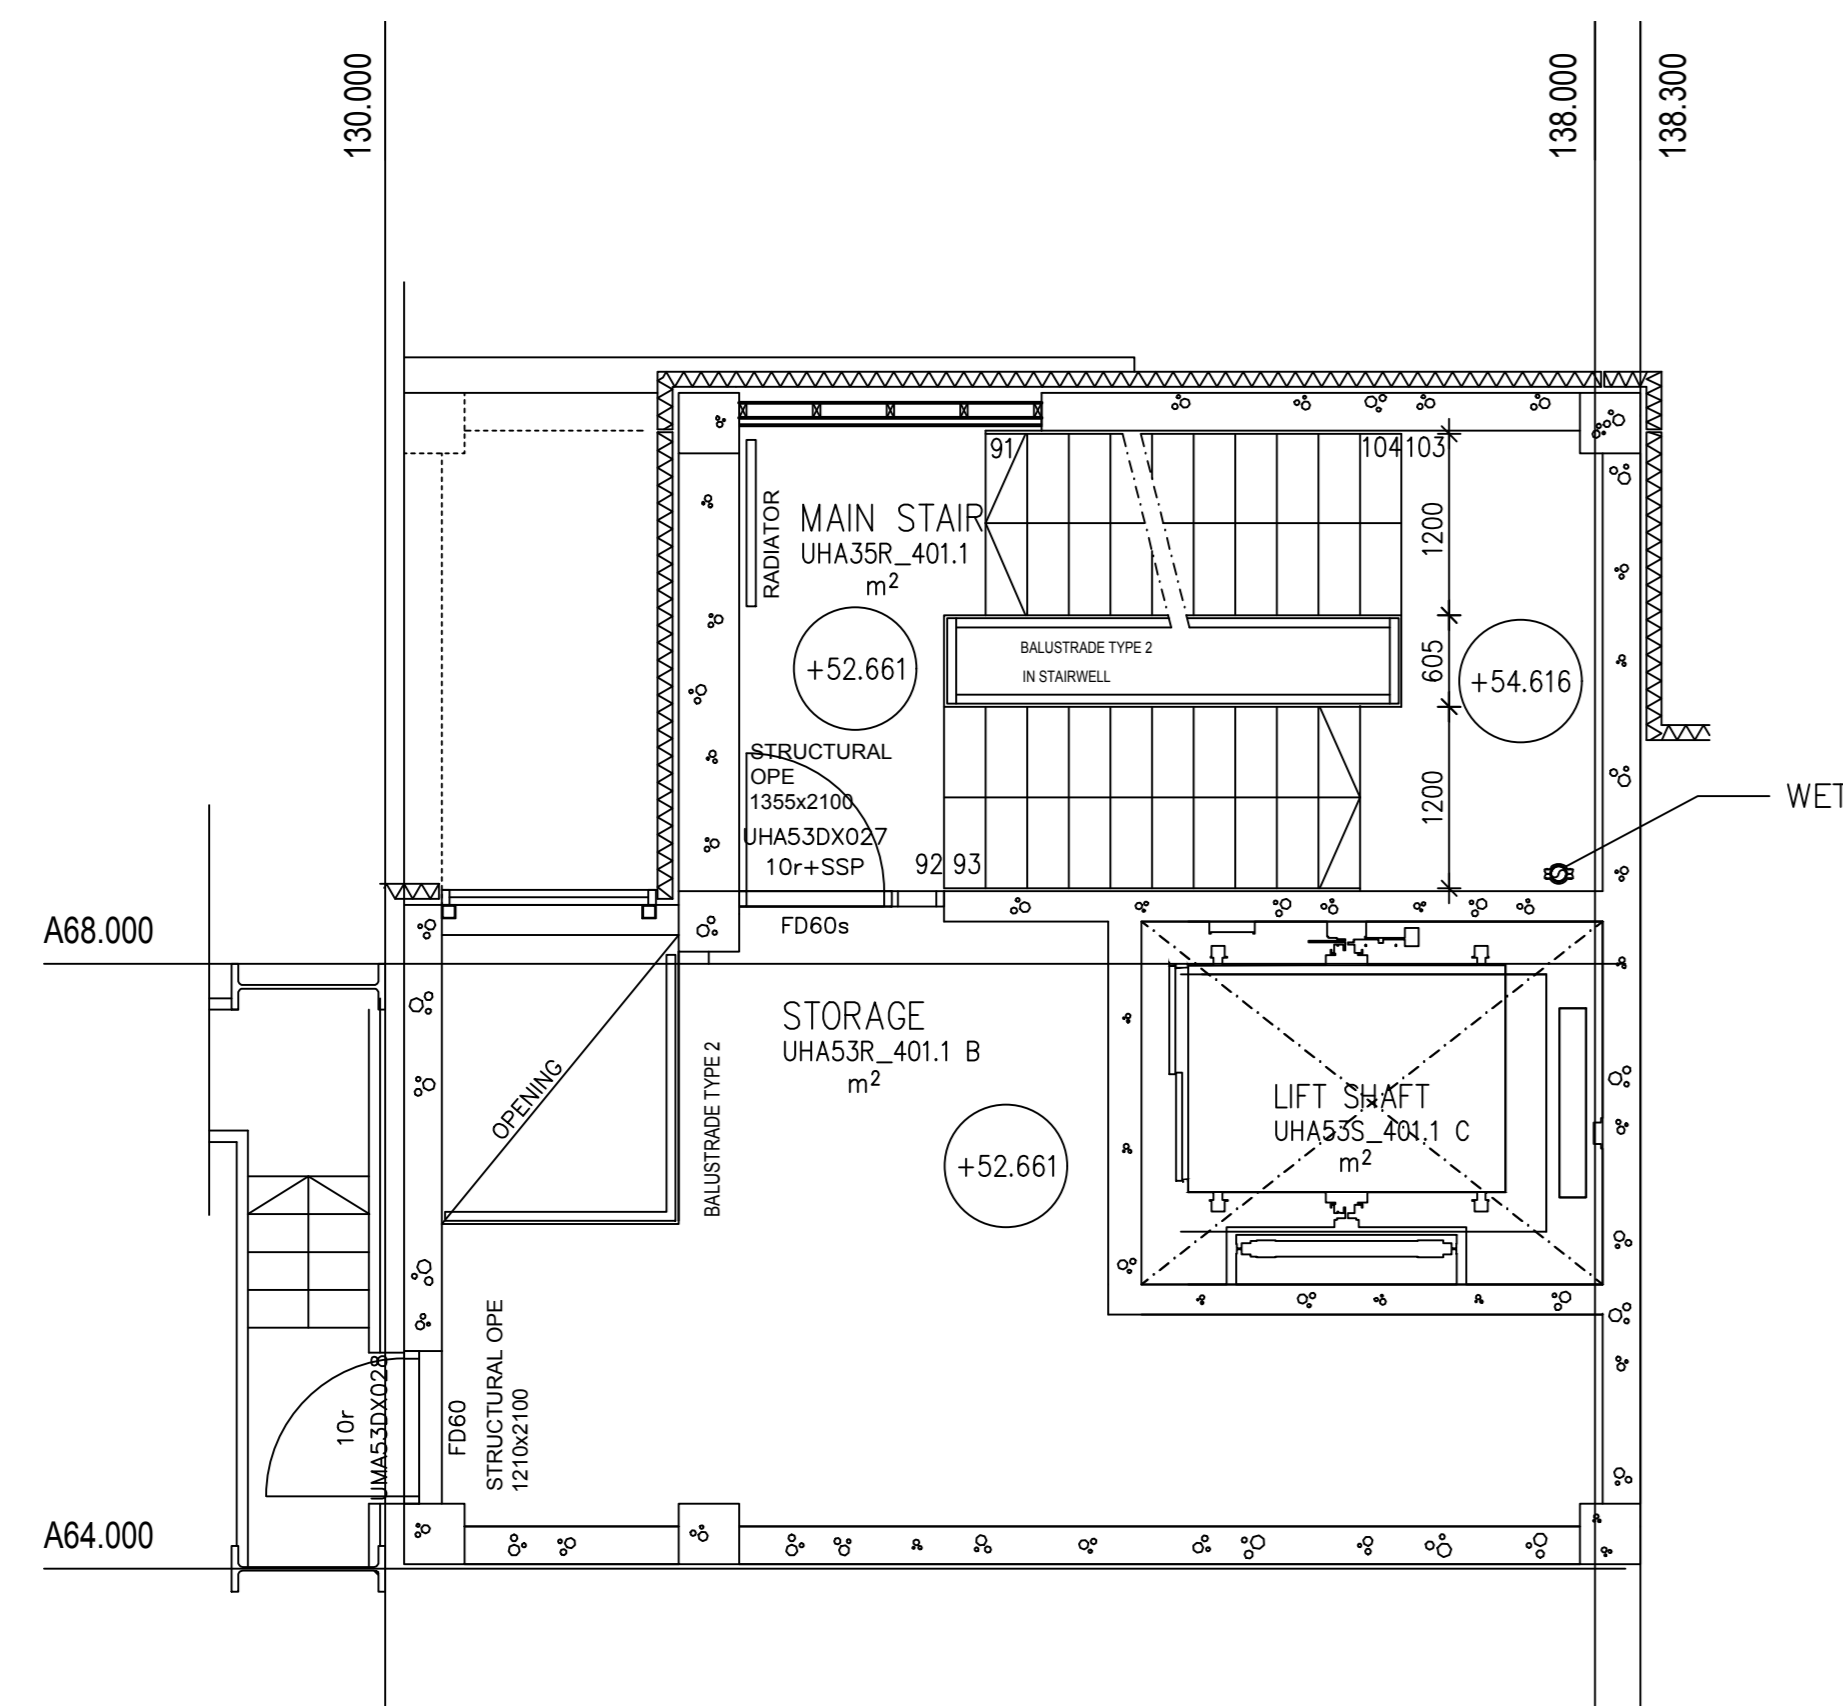 130.000
138.000
138.300
91
104 103
MAIN STAIR
UHA35R_401.1
m²
RADIATOR
1200
605
1200
+52.661
BALUSTRADE TYPE 2
IN STAIRWELL
+54.616
STRUCTURAL
OPE
1355x2100
UHA53DX027
10r+SSP
92 93
WET
FD60s
A68.000
STORAGE
UHA53R_401.1 B
m²
OPENING
BALUSTRADE TYPE 2
+52.661
LIFT SHAFT
UHA53S_401.1 C
m²
10r
UMA53DX028
FD60
STRUCTURAL OPE
1210x2100
A64.000